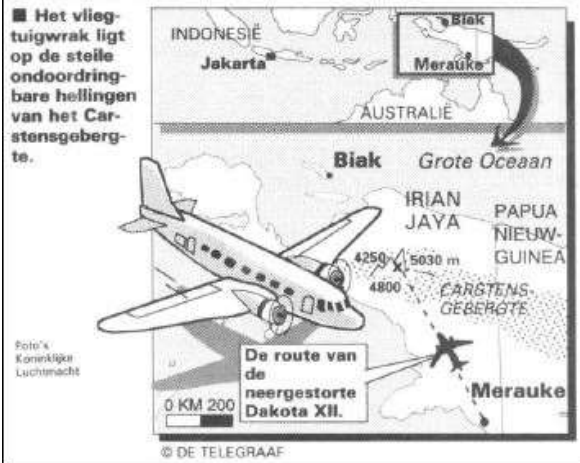 ■ Het vlieg-
tuigwrak ligt
op de steile
ondoordring-
bare hellingen
van het Car-
stensgeberg-
te.
INDONESIË
Jakarta
Biak
Merauke
AUSTRALIË
Biak
Grote Oceaan
IRIAN
JAYA
PAPUA
NIEUW-
GUINEA
4250
5030 m
4800
CARSTENS-
GEBERGTE
Foto's
Koninklijke
Luchtmacht
De route van
de
neergestorte
Dakota XII.
0 KM 200
Merauke
© DE TELEGRAAF